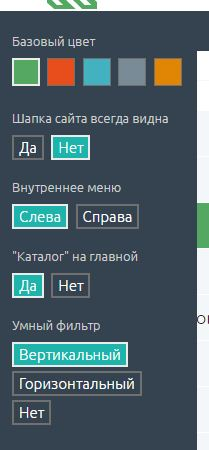 Базовый цвет
Шапка сайта всегда видна
Да Нет
Внутреннее меню
Слева Справа
"Каталог" на главной
Да Нет
Умный фильтр
Вертикальный
Горизонтальный
Нет